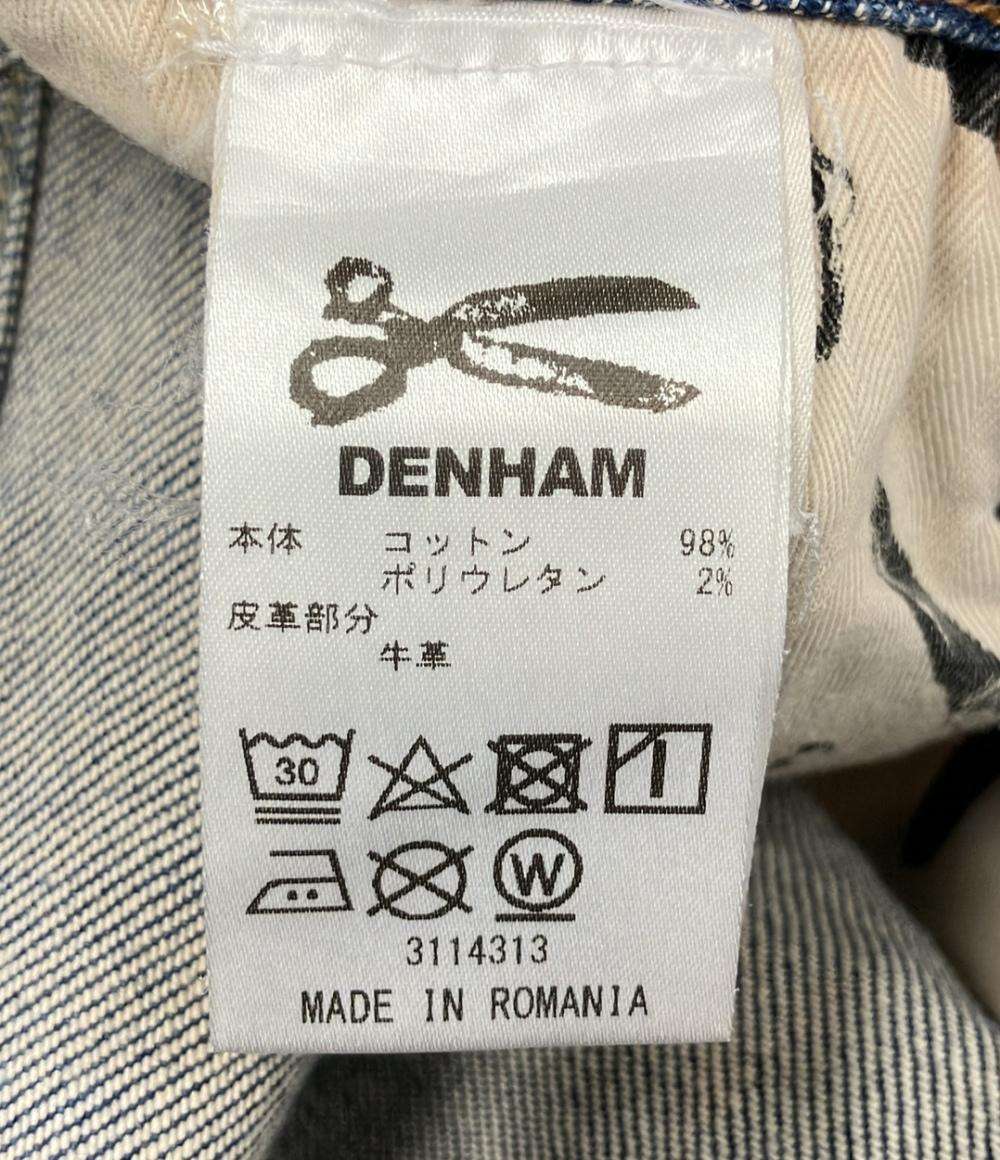 DENHAM
本体 コットン 98%
ポリウレタン 2%
皮革部分
牛革
30
W
3114313
MADE IN ROMANIA